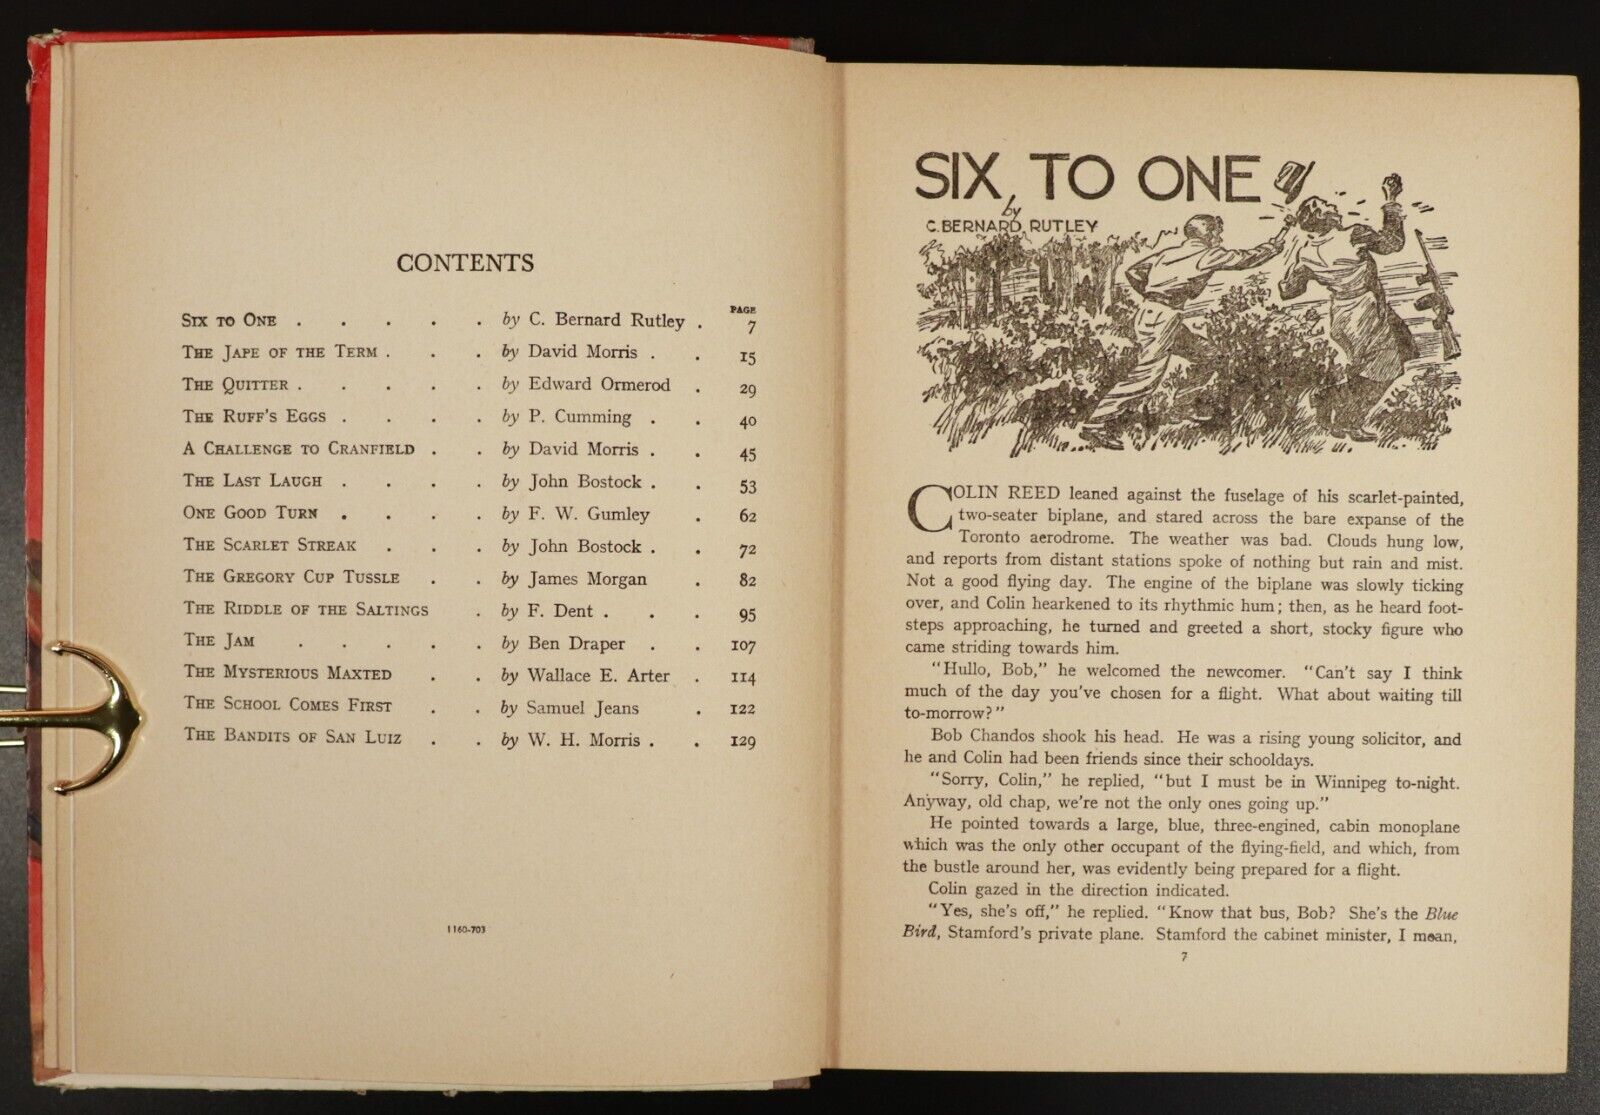 CONTENTS
PAGE
SIX TO ONE . . . . . by C. Bernard Rutley . 7
THE JAPE OF THE TERM . . . by David Morris . . 15
THE QUITTER . . . . . by Edward Ormerod . 29
THE RUFF'S EGGS . . . . by P. Cumming . . 40
A CHALLENGE TO CRANFIELD . . by David Morris . . 45
THE LAST LAUGH . . . . by John Bostock . . 53
ONE GOOD TURN . . . . by F. W. Gumley . 62
THE SCARLET STREAK . . . by John Bostock . . 72
THE GREGORY CUP TUSSLE . . by James Morgan . 82
THE RIDDLE OF THE SALTINGS . by F. Dent . . . 95
THE JAM . . . . . by Ben Draper . . 107
THE MYSTERIOUS MAXTED . . by Wallace E. Arter . 114
THE SCHOOL COMES FIRST . . by Samuel Jeans . 122
THE BANDITS OF SAN LUIZ . . by W. H. Morris . . 129
1160-703
SIX TO ONE
by
C. BERNARD RUTLEY
COLIN REED leaned against the fuselage of his scarlet-painted,
two-seater biplane, and stared across the bare expanse of the
Toronto aerodrome. The weather was bad. Clouds hung low,
and reports from distant stations spoke of nothing but rain and mist.
Not a good flying day. The engine of the biplane was slowly ticking
over, and Colin hearkened to its rhythmic hum; then, as he heard foot-
steps approaching, he turned and greeted a short, stocky figure who
came striding towards him.
"Hullo, Bob," he welcomed the newcomer. "Can't say I think
much of the day you've chosen for a flight. What about waiting till
to-morrow?"
Bob Chandos shook his head. He was a rising young solicitor, and
he and Colin had been friends since their schooldays.
"Sorry, Colin," he replied, "but I must be in Winnipeg to-night.
Anyway, old chap, we're not the only ones going up."
He pointed towards a large, blue, three-engined, cabin monoplane
which was the only other occupant of the flying-field, and which, from
the bustle around her, was evidently being prepared for a flight.
Colin gazed in the direction indicated.
"Yes, she's off," he replied. "Know that bus, Bob? She's the Blue
Bird, Stamford's private plane. Stamford the cabinet minister, I mean,
7